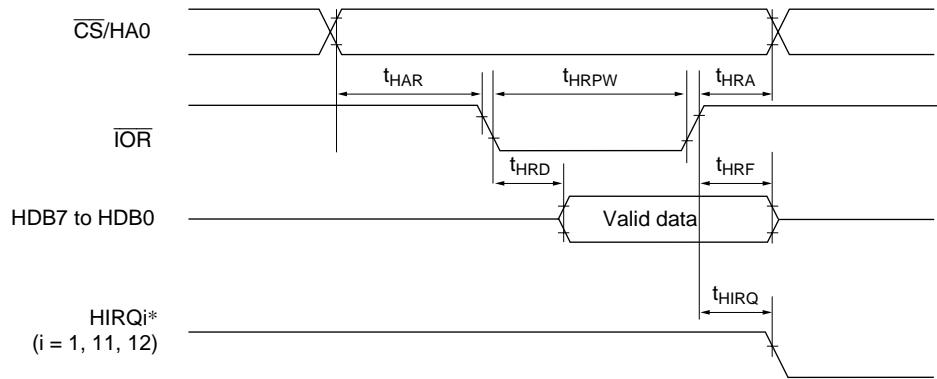 CS/HA0
tHAR
tHRPW
tHRA
IOR
tHRD
tHRF
HDB7 to HDB0
Valid data
tHIRQ
HIRQi*
(i = 1, 11, 12)